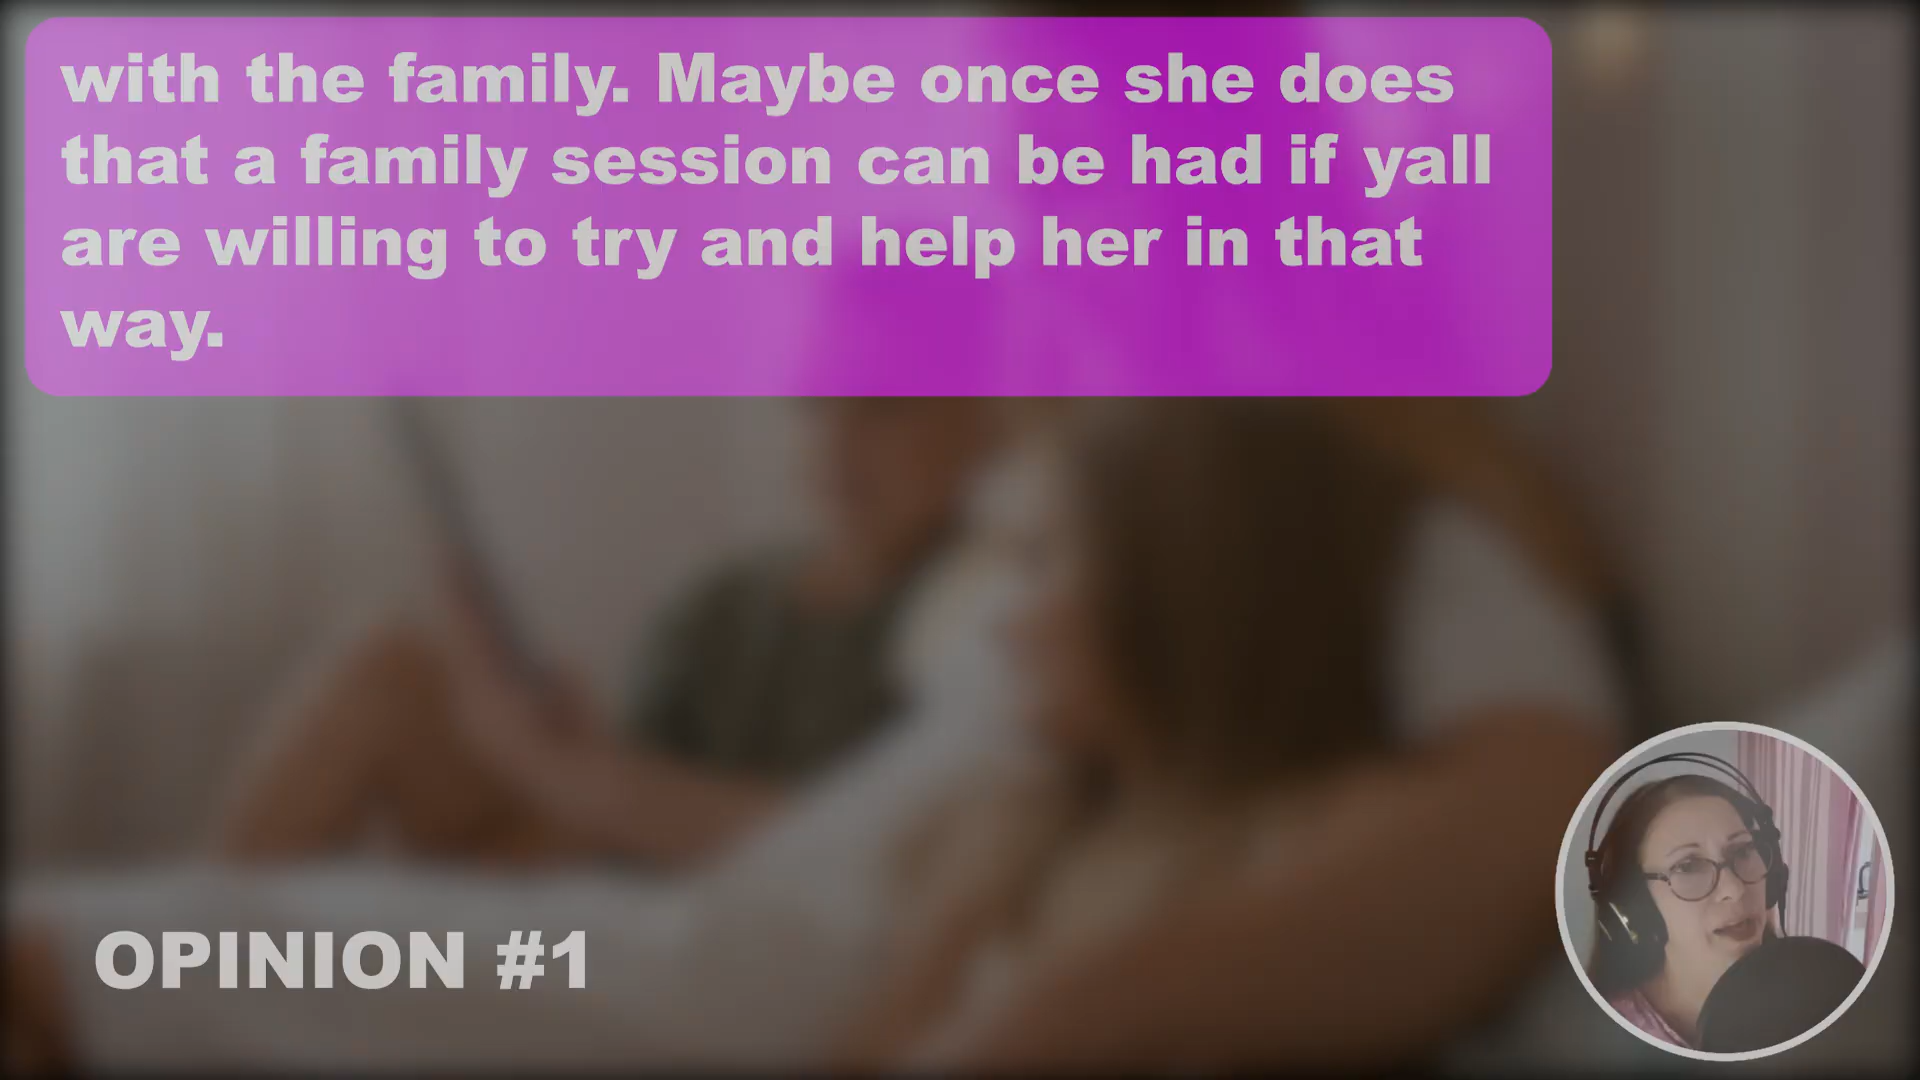 with the family. Maybe once she does
that a family session can be had if yall
are willing to try and help her in that
way.
OPINION #1